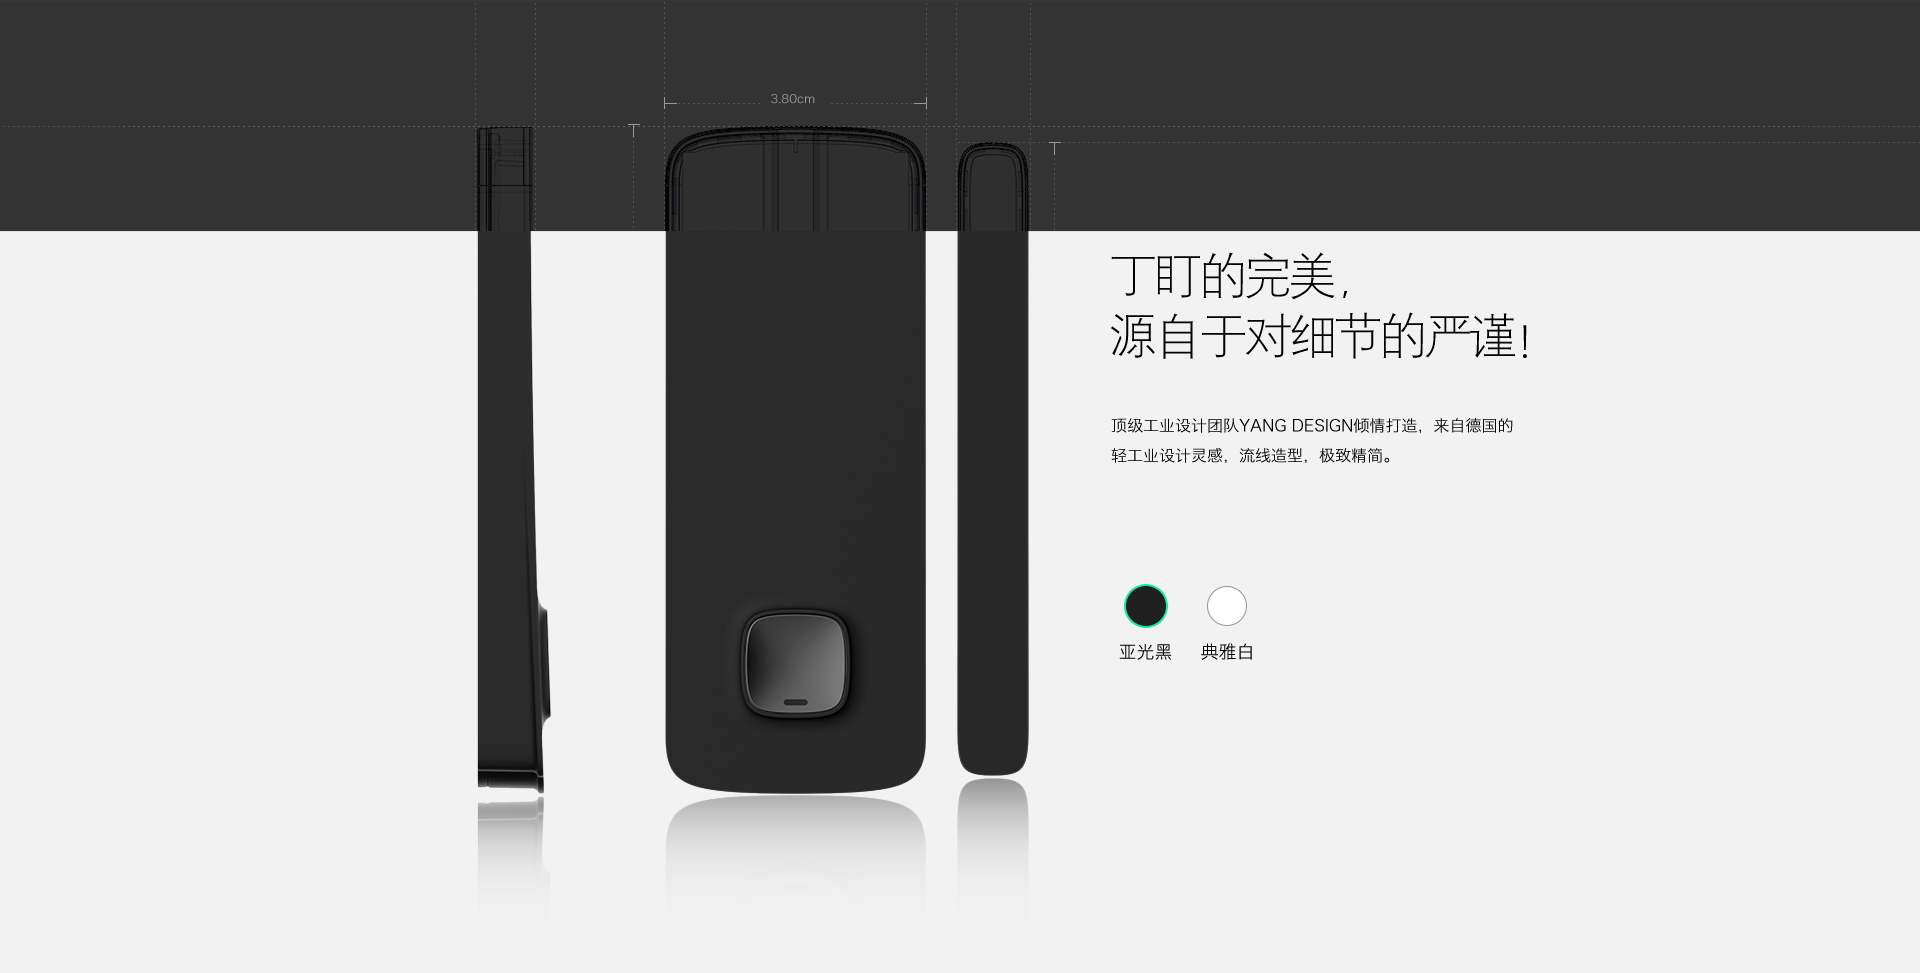 3.80cm
丁盯的完美,
源自于对细节的严谨!
顶级工业设计团队YANG DESIGN倾情打造，来自德国的
轻工业设计灵感，流线造型，极致精简。
亚光黑 典雅白